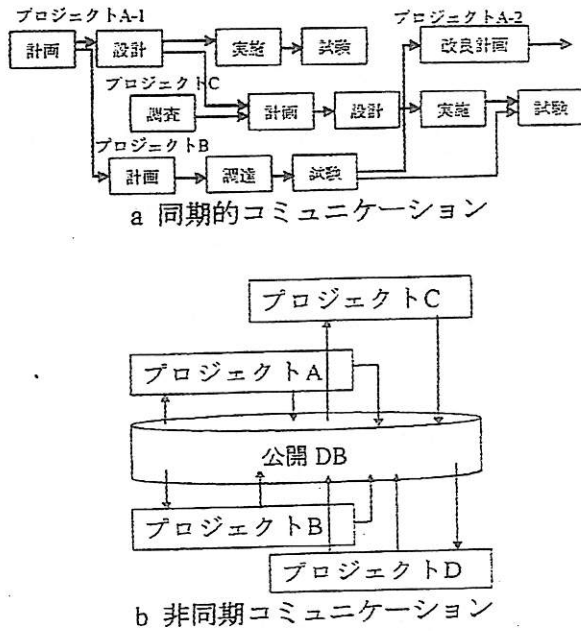 プロジェクトA-1
プロジェクトA-2
計画
設計
実施
試験
改良計画
プロジェクトC
調査
計画
設計
実施
試験
プロジェクトB
計画
調達
試験
a 同期的コミュニケーション
プロジェクトC
プロジェクトA
公開DB
プロジェクトB
プロジェクトD
b 非同期コミュニケーション